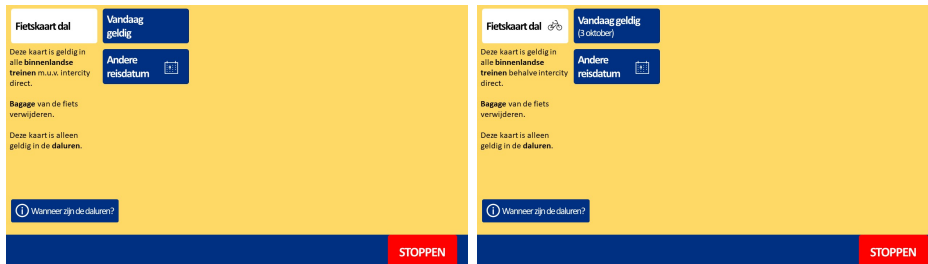 Fietskaart dal
Vandaag
geldig
Deze kaart is geldig in
alle binnenlandse
treinen m.u.v. intercity
direct.
Andere
reisdatum
Bagage van de fiets
verwijderen.
Deze kaart is alleen
geldig in de daluren.
Wanneer zijn de daluren?
STOPPEN
Fietskaart dal
Vandaag geldig
(3 oktober)
Deze kaart is geldig in
alle binnenlandse
treinen behalve intercity
direct.
Andere
reisdatum
Bagage van de fiets
verwijderen.
Deze kaart is alleen
geldig in de daluren.
Wanneer zijn de daluren?
STOPPEN